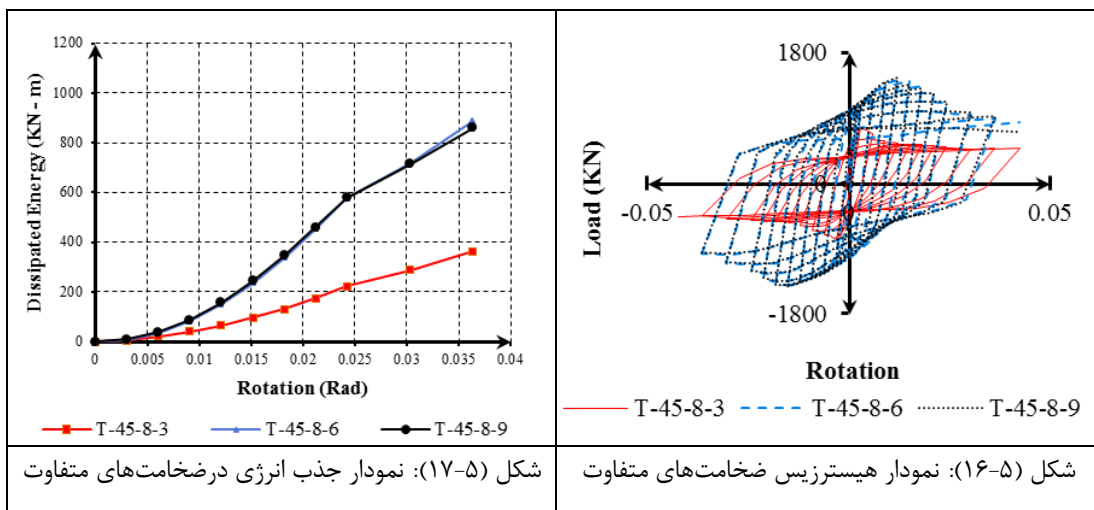 1200
1000
800
600
400
200
0
Dissipated Energy (KN - m)
0 0.005 0.01 0.015 0.02 0.025 0.03 0.035 0.04
Rotation (Rad)
T-45-8-3 T-45-8-6 T-45-8-9
1800
0
-0.05 0 0.05
-1800
Load (KN)
Rotation
T-45-8-3 T-45-8-6 T-45-8-9
شکل (۵-۱۶): نمودار هیسترزیس ضخامت‌های متفاوت
شکل (۵-۱۷): نمودار جذب انرژی درضخامت‌های متفاوت